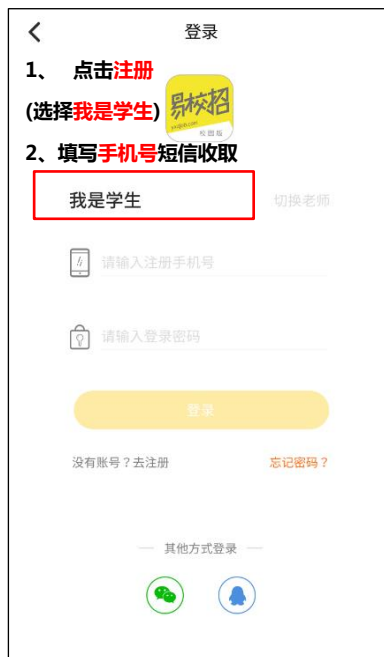 登录
1、 点击注册
(选择我是学生)
易校招
校园版
2、填写手机号短信收取
我是学生
切换老师
请输入注册手机号
请输入登录密码
登录
没有账号？去注册
忘记密码？
其他方式登录